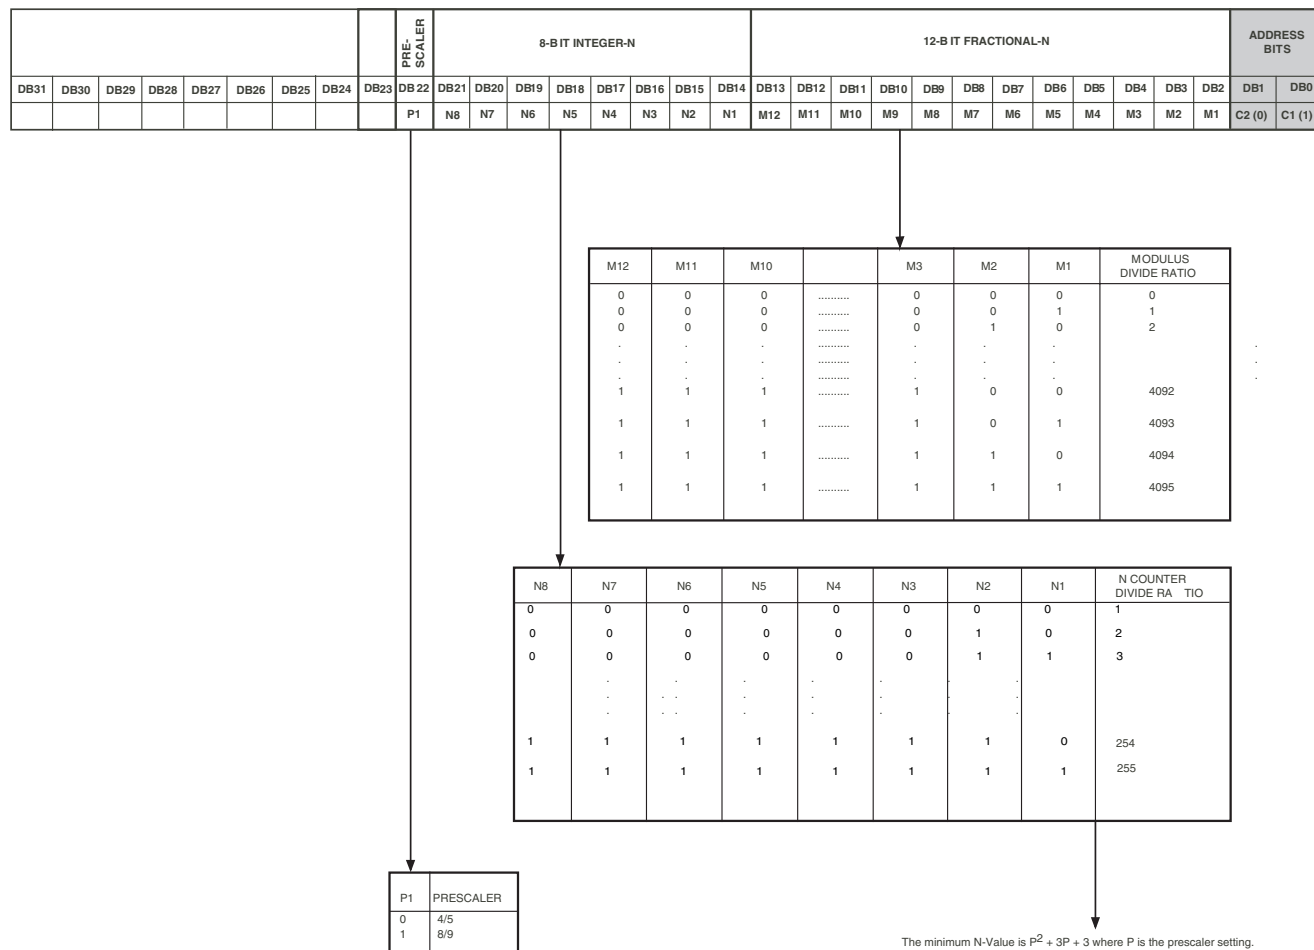 PRE-
SCALER
8-BIT INTEGER-N
12-BIT FRACTIONAL-N
ADDRESS
BITS
DB31 DB30 DB29 DB28 DB27 DB26 DB25 DB24 DB23 DB22 DB21 DB20 DB19 DB18 DB17 DB16 DB15 DB14 DB13 DB12 DB11 DB10 DB9 DB8 DB7 DB6 DB5 DB4 DB3 DB2 DB1 DB0
P1 N8 N7 N6 N5 N4 N3 N2 N1 M12 M11 M10 M9 M8 M7 M6 M5 M4 M3 M2 M1 C2 (0) C1 (1)
M12 M11 M10 M3 M2 M1 MODULUS
DIVIDE RATIO
0 0 0 .......... 0 0 0 0
0 0 0 .......... 0 0 1 1
0 0 0 .......... 0 1 0 2
. . . .......... . . . .
. . . .......... . . . .
. . . .......... . . . .
1 1 1 .......... 1 0 0 4092
1 1 1 .......... 1 0 1 4093
1 1 1 .......... 1 1 0 4094
1 1 1 .......... 1 1 1 4095
N8 N7 N6 N5 N4 N3 N2 N1 N COUNTER
DIVIDE RA TIO
0 0 0 0 0 0 0 0 1
0 0 0 0 0 0 1 0 2
0 0 0 0 0 0 1 1 3
. . . . . . .
. . . . . . . .
. . . . . . . .
1 1 1 1 1 1 1 0 254
1 1 1 1 1 1 1 1 255
P1 PRESCALER
0 4/5
1 8/9
The minimum N-Value is P² + 3P + 3 where P is the prescaler setting.